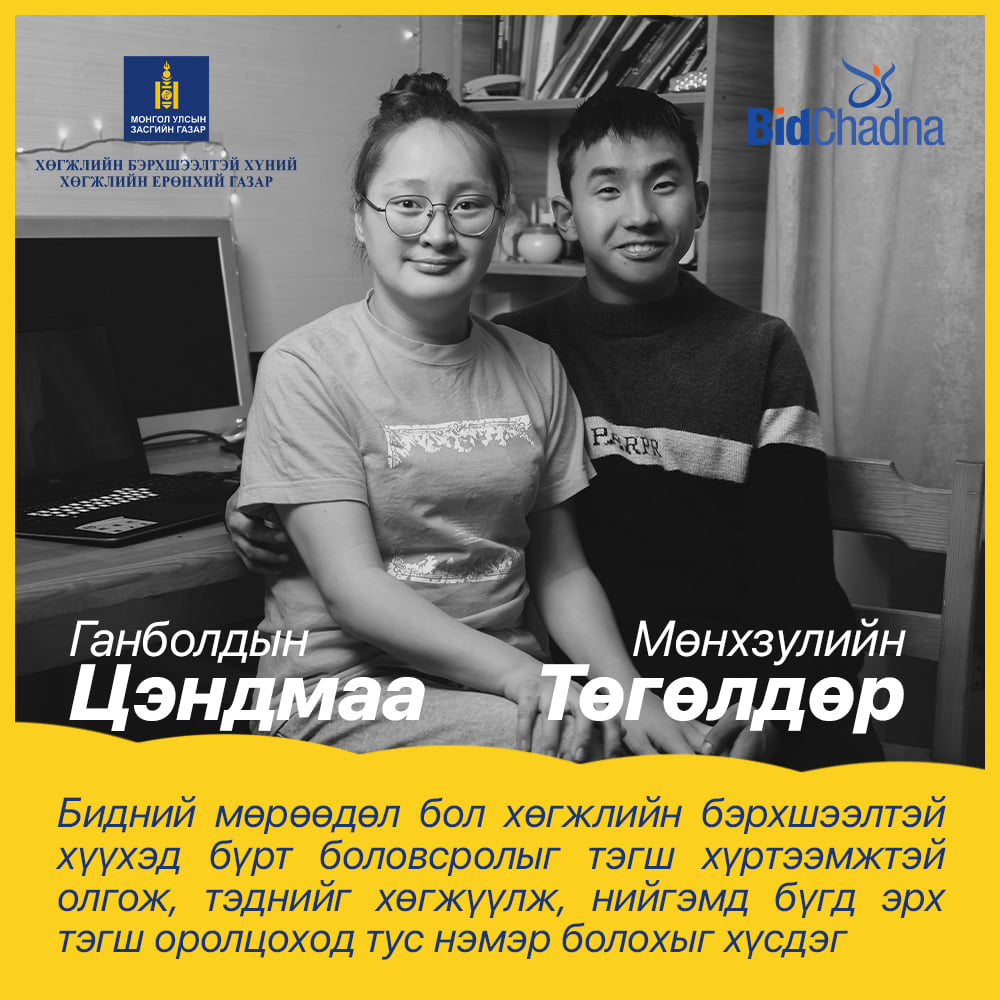 МОНГОЛ УЛСЫН
ЗАСГИЙН ГАЗАР
ХӨГЖЛИЙН БЭРХШЭЭЛТЭЙ ХҮНИЙ
ХӨГЖЛИЙН ЕРӨНХИЙ ГАЗАР
BidChadna
Ганболдын
Цэндмаа
Мөнхзулийн
Төгөлдөр
Бидний мөрөөдөл бол хөгжлийн бэрхшээлтэй
хүүхэд бүрт боловсролыг тэгш хүртээмжтэй
олгож, тэднийг хөгжүүлж, нийгэмд бүгд эрх
тэгш оролцоход тус нэмэр болохыг хүсдэг